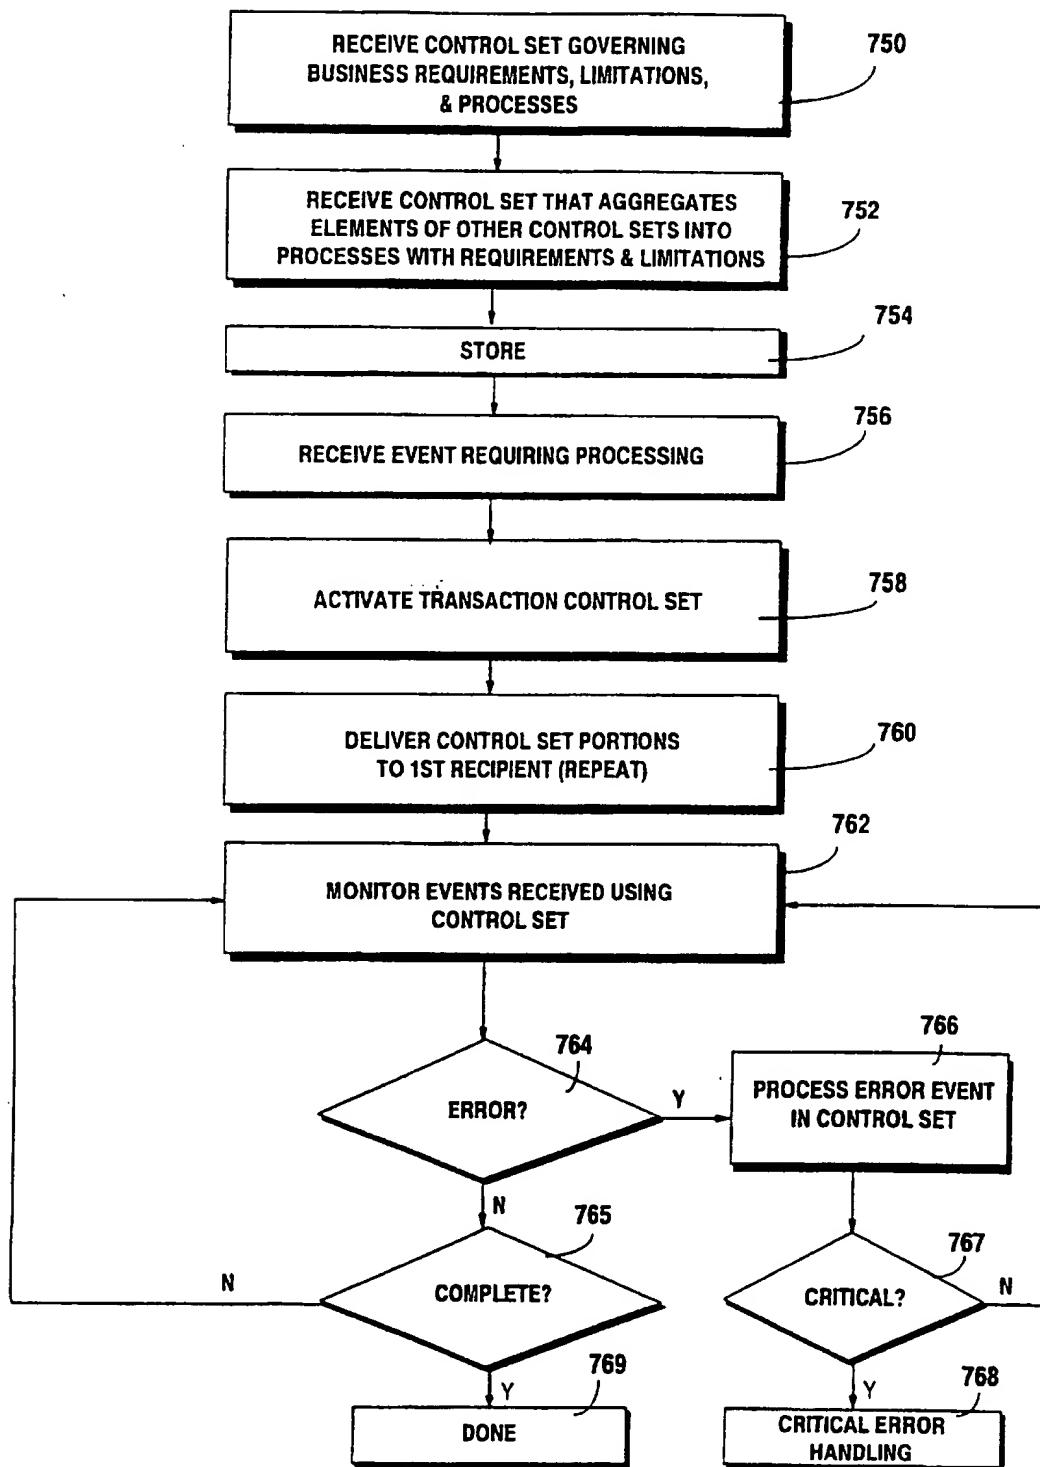 RECEIVE CONTROL SET GOVERNING
BUSINESS REQUIREMENTS, LIMITATIONS,
& PROCESSES
750
RECEIVE CONTROL SET THAT AGGREGATES
ELEMENTS OF OTHER CONTROL SETS INTO
PROCESSES WITH REQUIREMENTS & LIMITATIONS
752
STORE
754
RECEIVE EVENT REQUIRING PROCESSING
756
ACTIVATE TRANSACTION CONTROL SET
758
DELIVER CONTROL SET PORTIONS
TO 1ST RECIPIENT (REPEAT)
760
MONITOR EVENTS RECEIVED USING
CONTROL SET
762
ERROR?
764
Y
PROCESS ERROR EVENT
IN CONTROL SET
766
N
COMPLETE?
765
N
CRITICAL?
767
N
Y
DONE
769
Y
CRITICAL ERROR
HANDLING
768